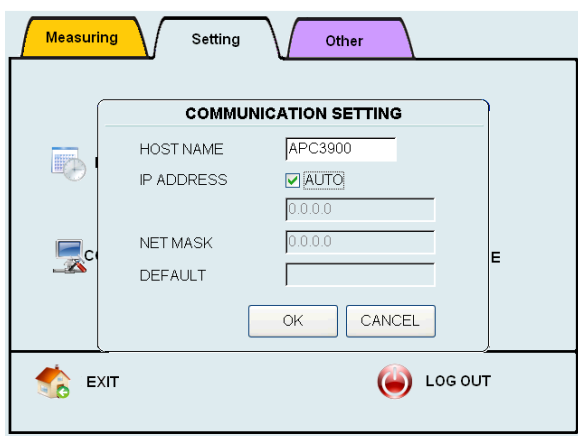 Measuring
Setting
Other
COMMUNICATION SETTING
HOST NAME
APC3900
IP ADDRESS
AUTO
0.0.0.0
NET MASK
0.0.0.0
DEFAULT
OK
CANCEL
EXIT
LOG OUT